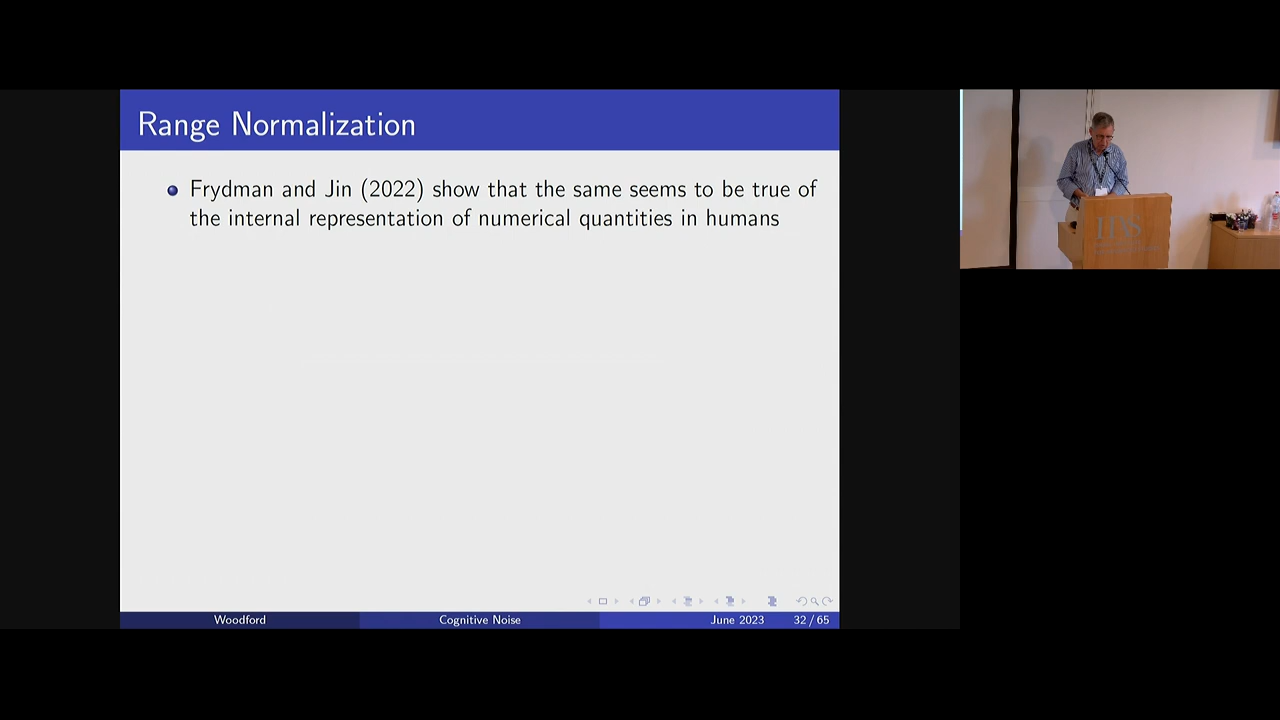 Range Normalization
Frydman and Jin (2022) show that the same seems to be true of
the internal representation of numerical quantities in humans
Woodford
Cognitive Noise
June 2023
32 / 65